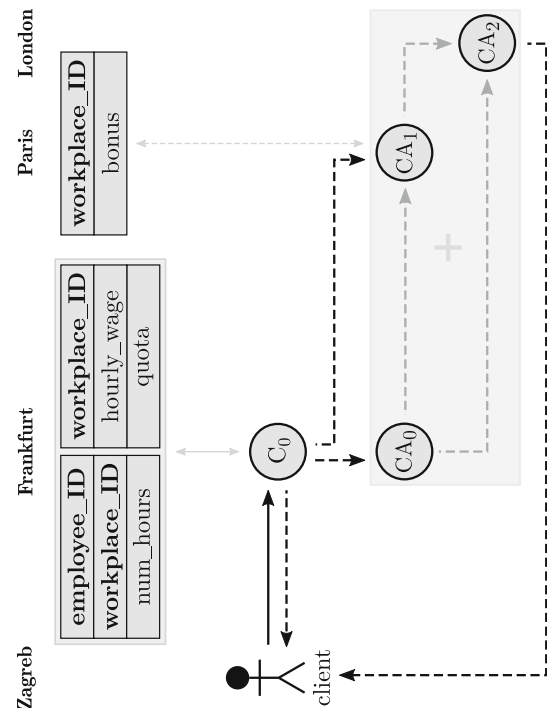 Zagreb
Frankfurt
Paris
London
employee_ID
workplace_ID
num_hours
workplace_ID
hourly_wage
quota
workplace_ID
bonus
C0
client
CA0
CA1
CA2
+